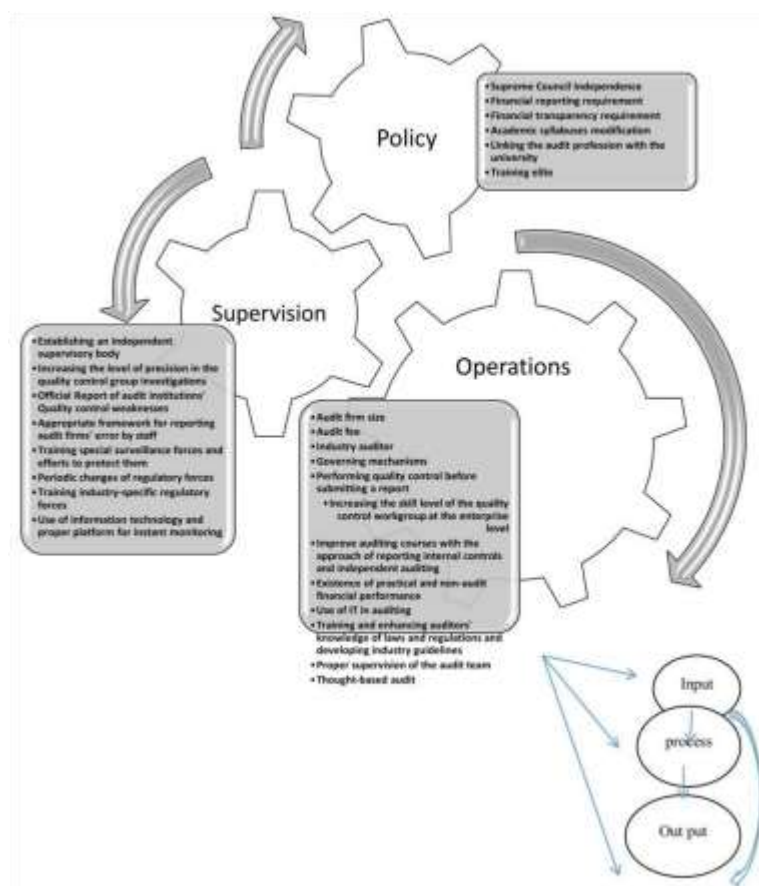 Policy
•Supreme Council Independence
•Financial reporting requirement
•Financial transparency requirement
•Academic syllabuses modification
•Linking the audit profession with the
university
•Training elite
Supervision
•Establishing an independent
supervisory body
•Increasing the level of precision in the
quality control group investigations
•Official Report of audit institutions'
Quality control weaknesses
•Appropriate framework for reporting
audit firms' error by staff
•Training special surveillance forces and
efforts to protect them
•Periodic changes of regulatory forces
•Training industry-specific regulatory
forces
•Use of information technology and
proper platform for instant monitoring
Operations
•Audit firm size
•Audit fee
•Industry auditor
•Governing mechanisms
•Performing quality control before
submitting a report
•Increasing the skill level of the quality
control workgroup at the enterprise
level
•Improve auditing courses with the
approach of reporting internal controls
and independent auditing
•Existence of practical and non-audit
financial performance
•Use of IT in auditing
•Training and enhancing auditors'
knowledge of laws and regulations and
developing industry guidelines
•Proper supervision of the audit team
•Thought-based audit
Input
process
Out put